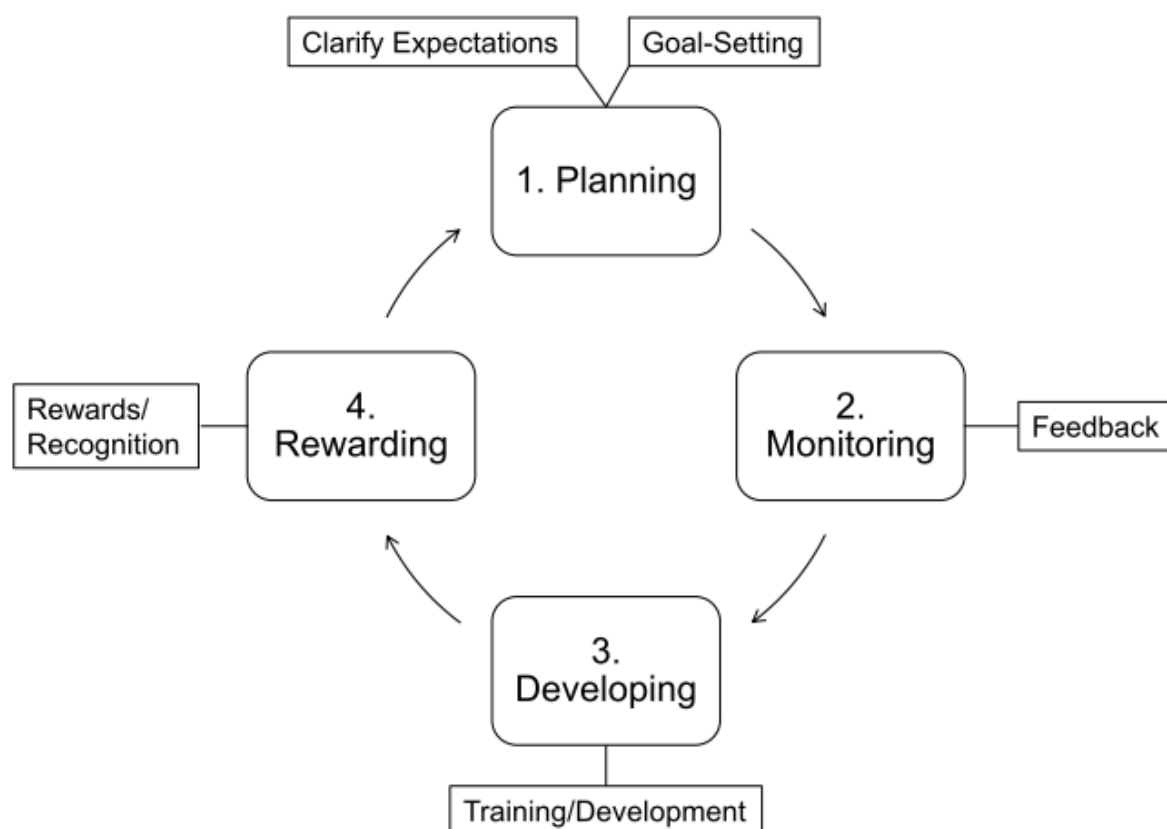 Clarify Expectations
Goal-Setting
1. Planning
4.
Rewarding
Rewards/
Recognition
2.
Monitoring
Feedback
3.
Developing
Training/Development